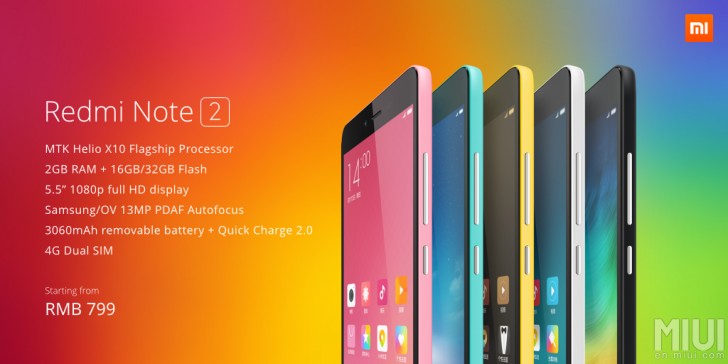 Redmi Note 2
MTK Helio X10 Flagship Processor
2GB RAM + 16GB/32GB Flash
5.5” 1080p full HD display
Samsung/OV 13MP PDAF Autofocus
3060mAh removable battery + Quick Charge 2.0
4G Dual SIM
Starting from
RMB 799
mi
14:00
MIUI
en.miui.com